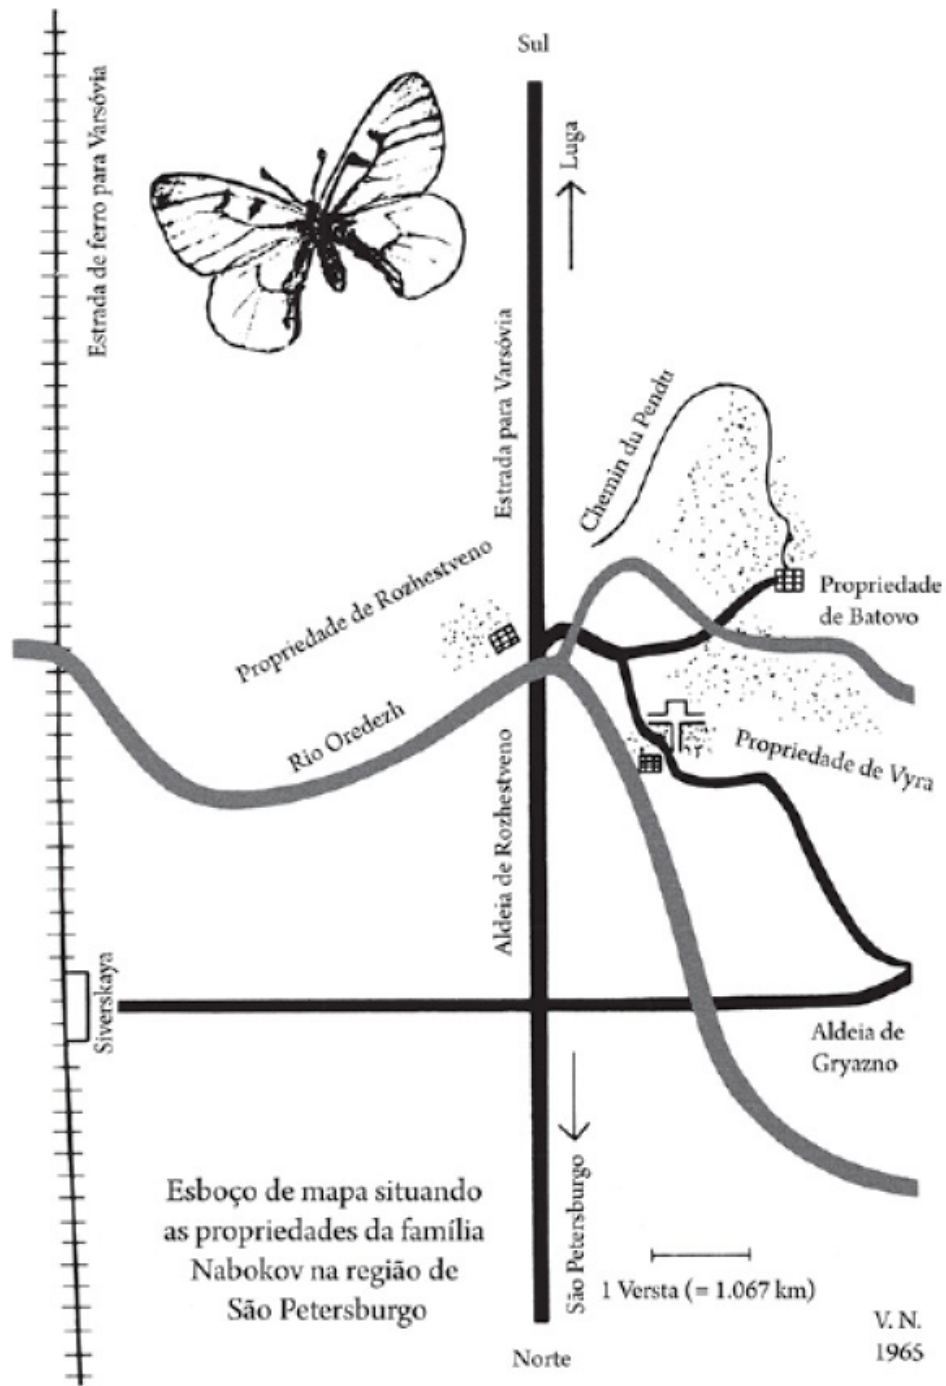 Sul
Estrada de ferro para Varsóvia
Luga
Estrada para Varsóvia
Chemin du Pendu
Propriedade de Rozhestveno
Propriedade
de Batovo
Rio Oredezh
Propriedade de Vyra
Aldeia de Rozhestveno
Siverskaya
Aldeia de
Gryazno
Esboço de mapa situando
as propriedades da família
Nabokov na região de
São Petersburgo
São Petersburgo
1 Versta (= 1.067 km)
V. N.
1965
Norte